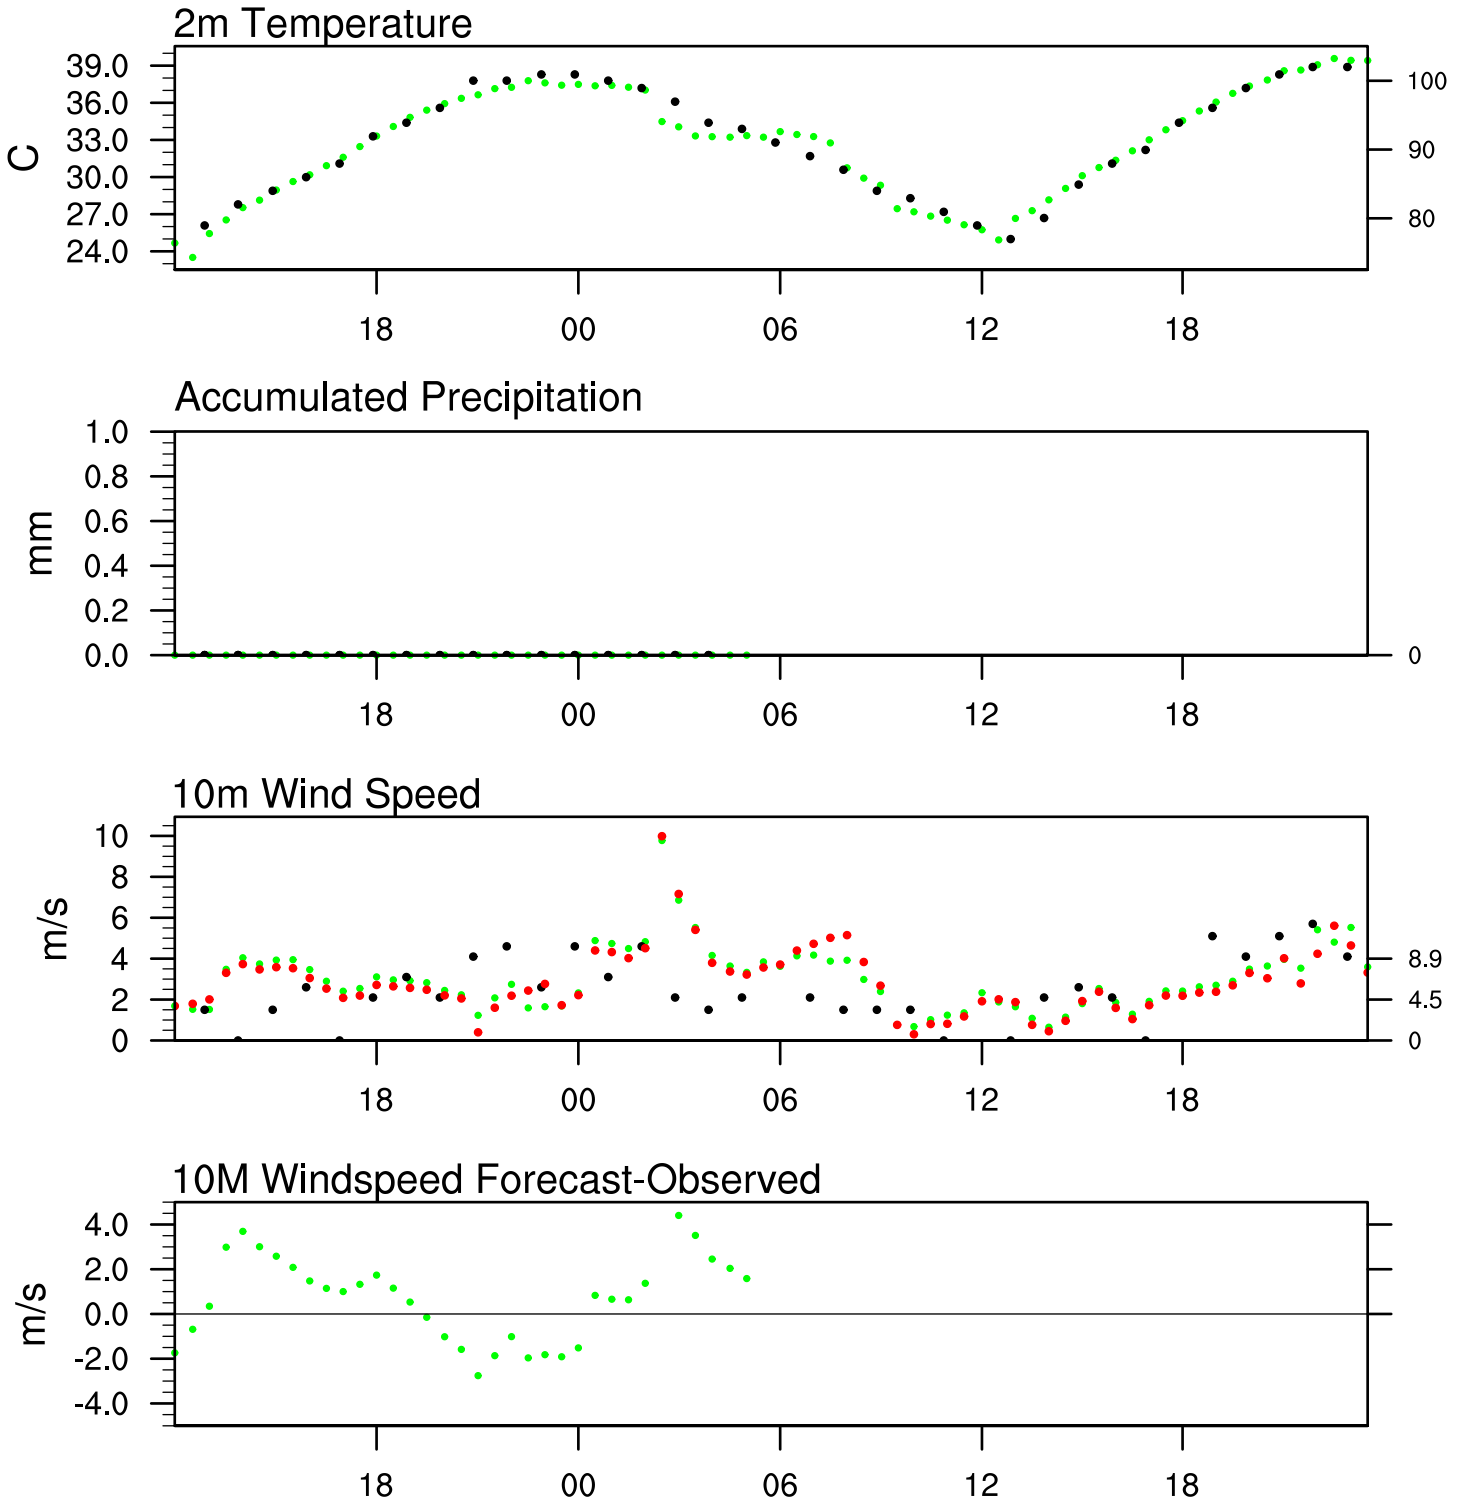 2m Temperature
39.0
36.0
33.0
30.0
27.0
24.0
C
100
90
80
18 00 06 12 18
Accumulated Precipitation
1.0
0.8
0.6
0.4
0.2
0.0
mm
0
18 00 06 12 18
10m Wind Speed
10
8
6
4
2
0
m/s
8.9
4.5
0
18 00 06 12 18
10M Windspeed Forecast-Observed
4.0
2.0
0.0
-2.0
-4.0
m/s
18 00 06 12 18